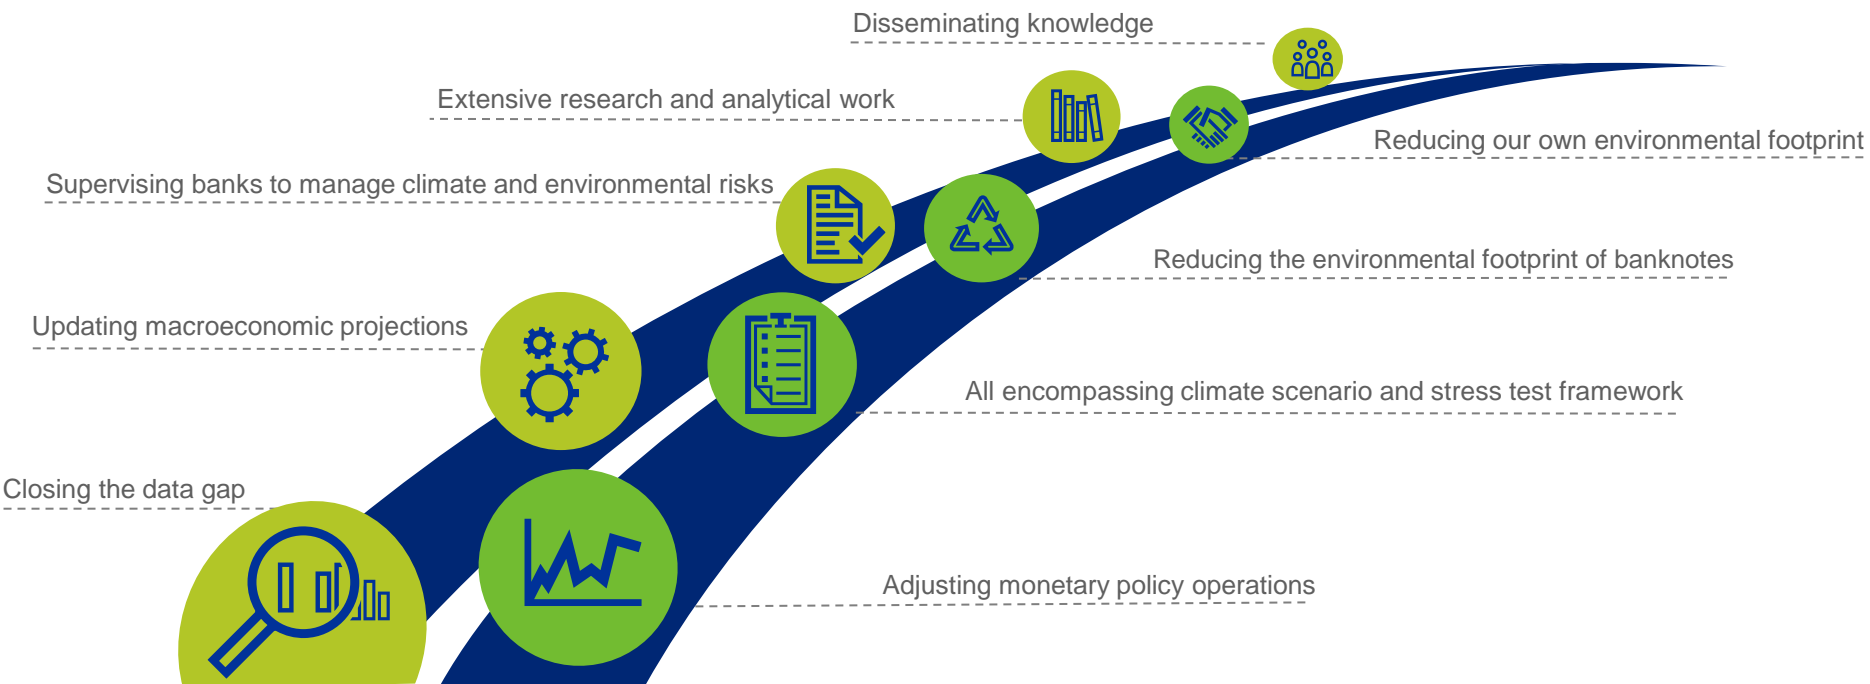 Disseminating knowledge
Extensive research and analytical work
Reducing our own environmental footprint
Supervising banks to manage climate and environmental risks
Reducing the environmental footprint of banknotes
Updating macroeconomic projections
All encompassing climate scenario and stress test framework
Closing the data gap
Adjusting monetary policy operations